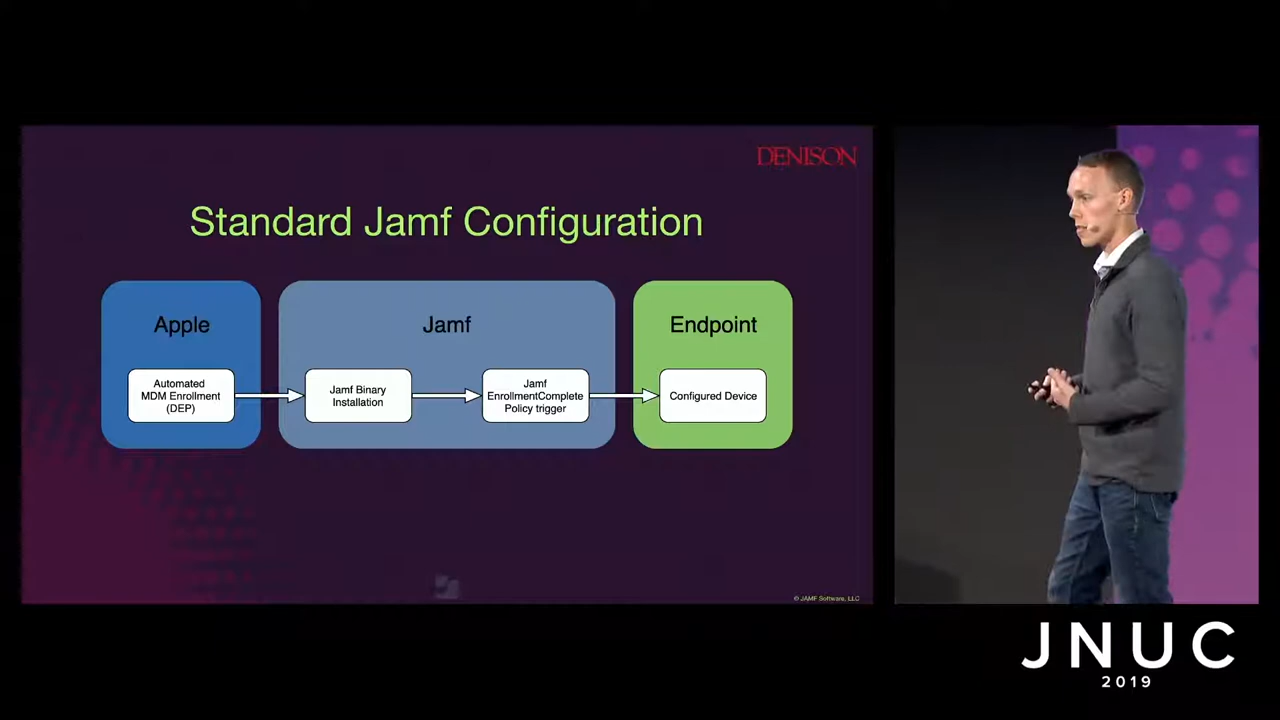 DENISON
Standard Jamf Configuration
Apple
Jamf
Endpoint
Automated
MDM Enrollment
(DEP)
Jamf Binary
Installation
Jamf
EnrollmentComplete
Policy trigger
Configured Device
© JAMF Software, LLC
JNUC
2019